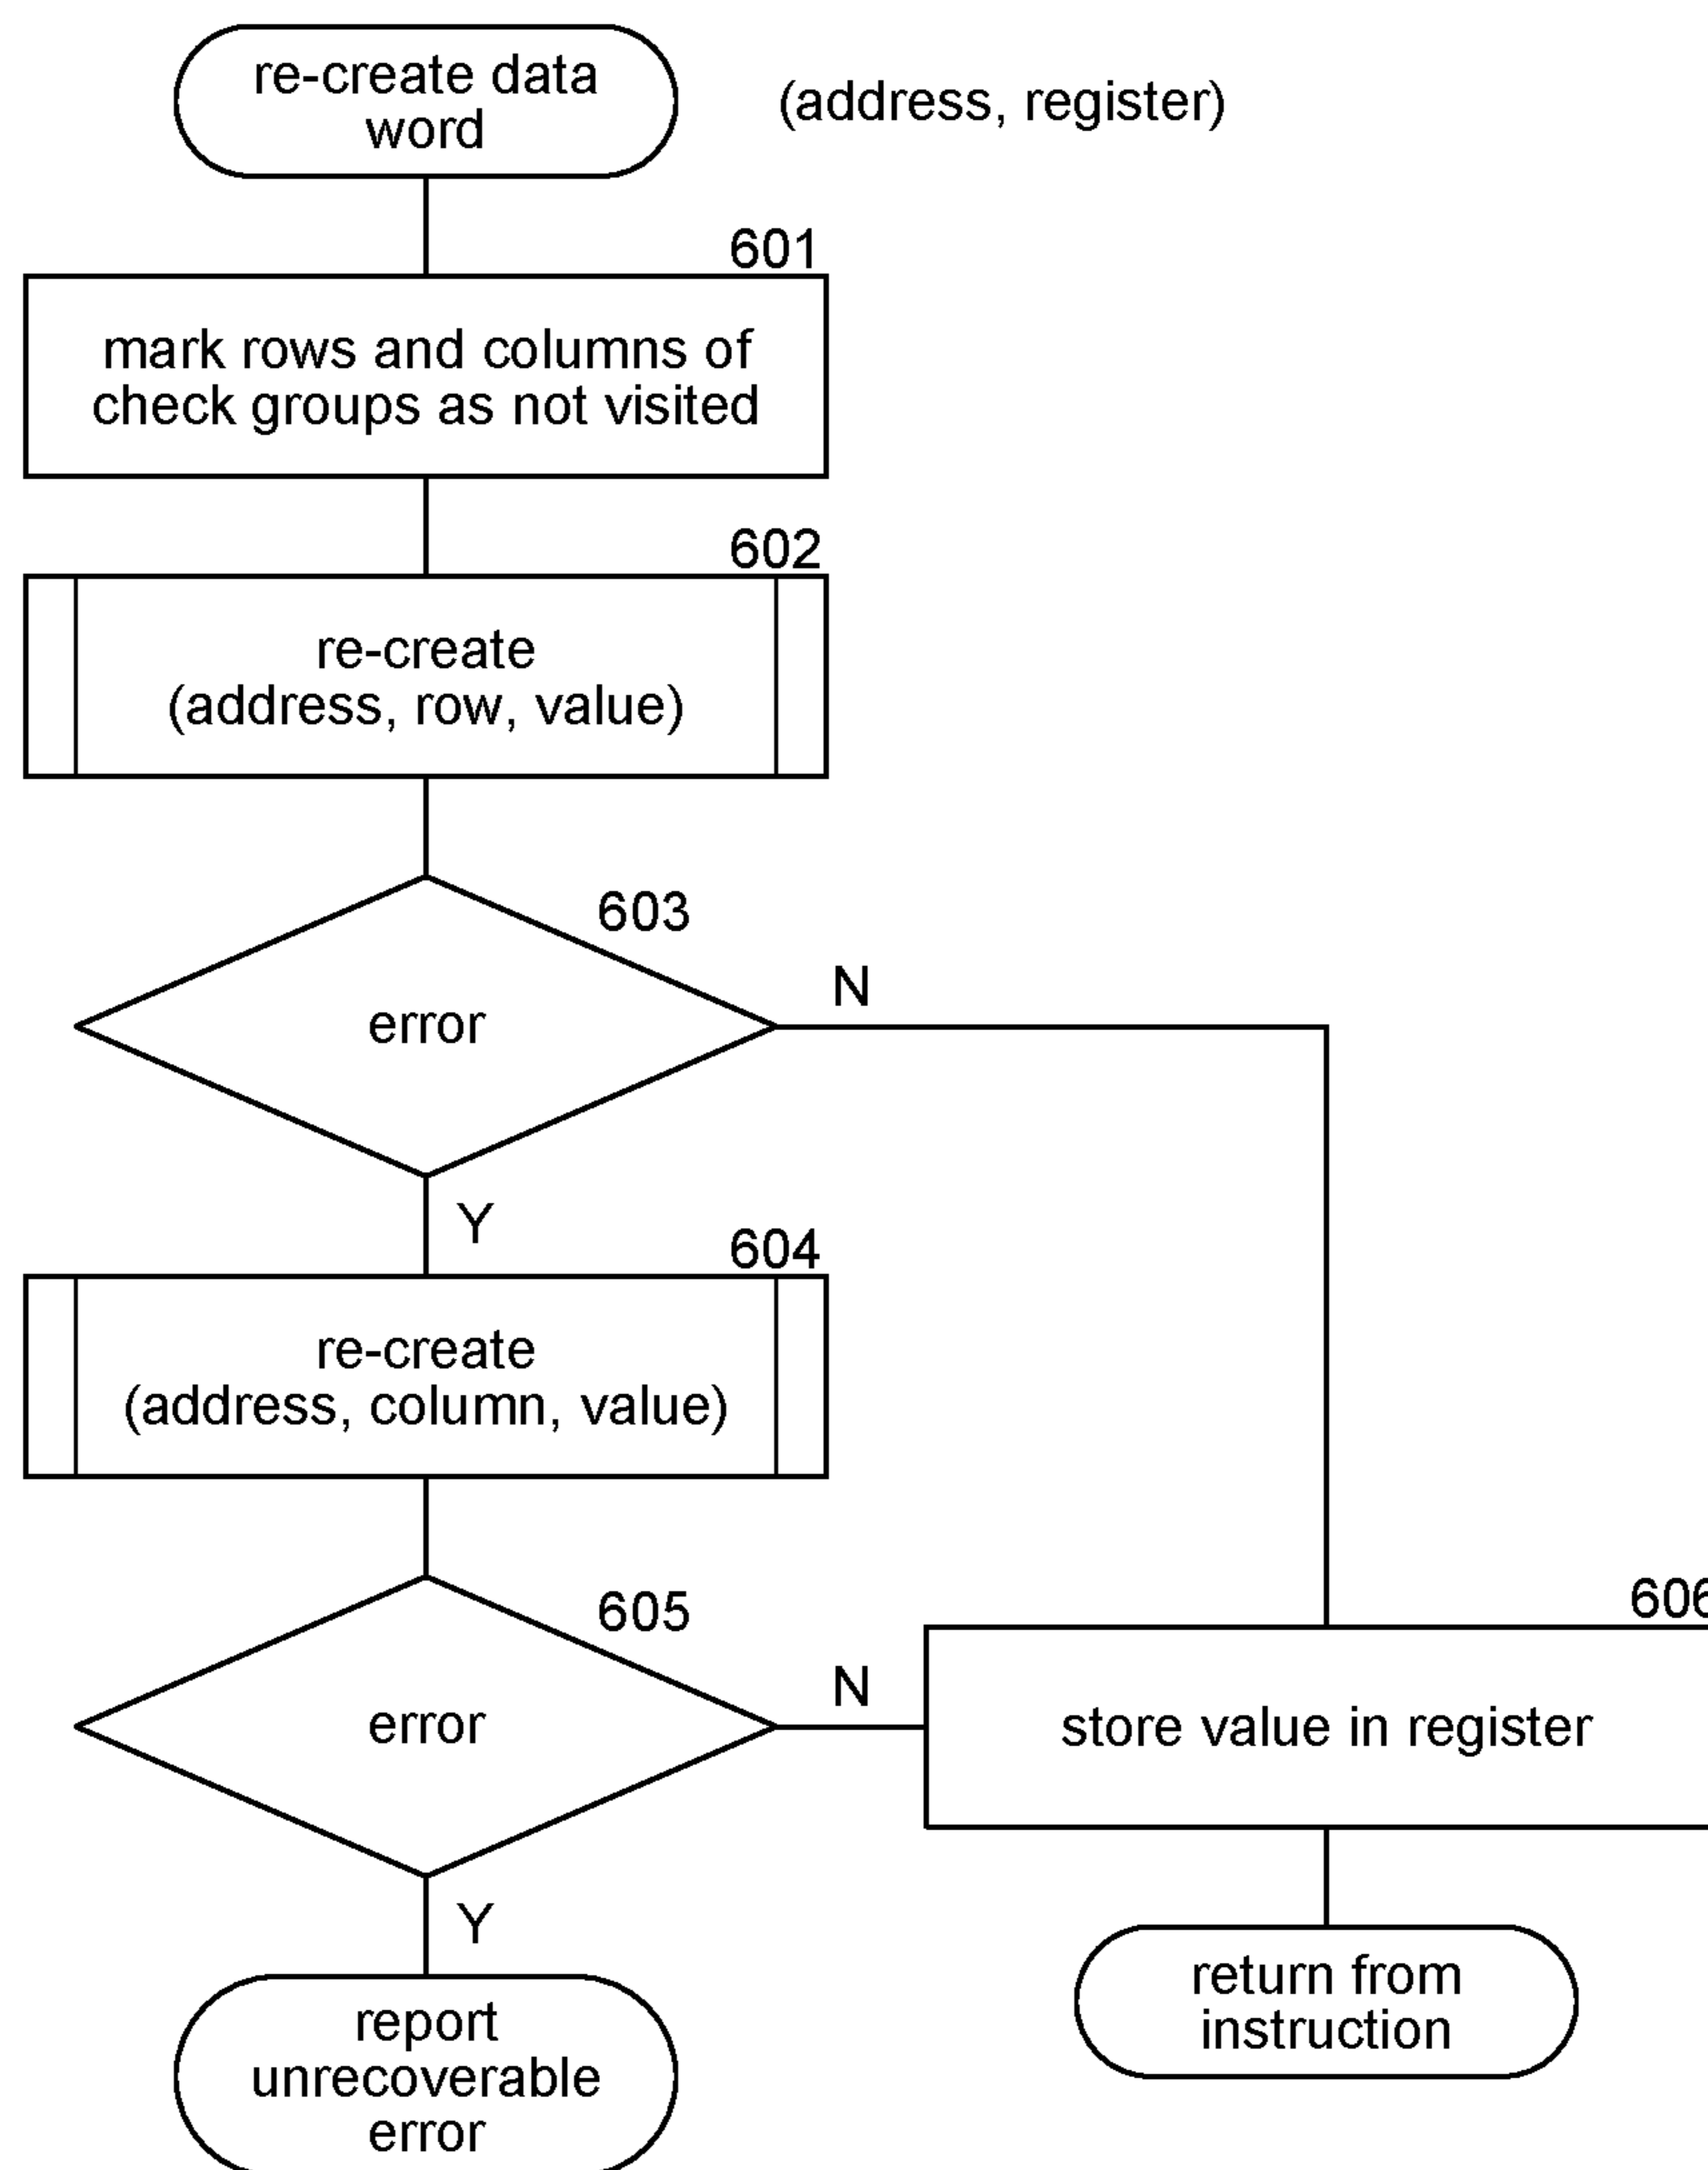 re-create data
word
(address, register)
601
mark rows and columns of
check groups as not visited
602
re-create
(address, row, value)
603
error
N
Y
604
re-create
(address, column, value)
605
error
N
606
store value in register
Y
report
unrecoverable
error
return from
instruction